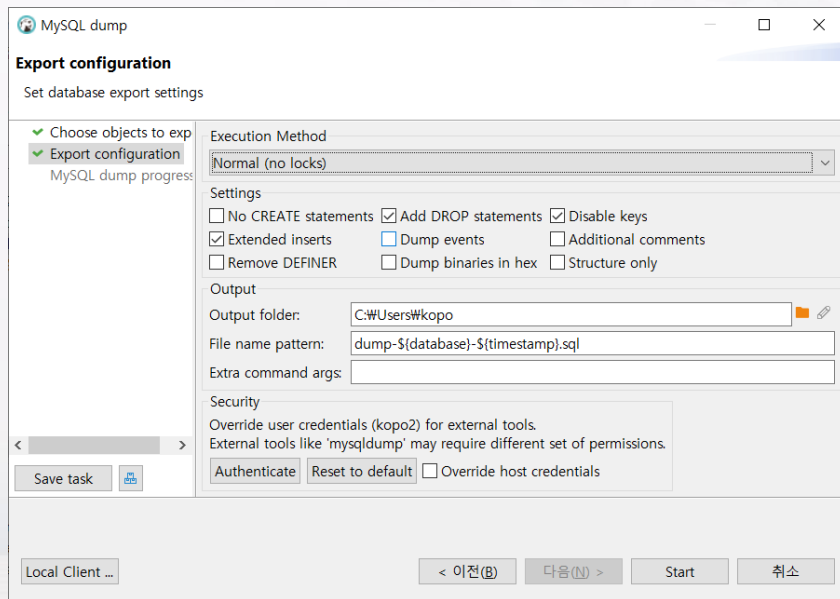 MySQL dump
Export configuration
Set database export settings
Choose objects to exp
Export configuration
MySQL dump progress
Execution Method
Normal (no locks)
Settings
No CREATE statements Add DROP statements Disable keys
Extended inserts Dump events Additional comments
Remove DEFINER Dump binaries in hex Structure only
Output
Output folder: C:₩Users₩kopo
File name pattern: dump-${database}-${timestamp}.sql
Extra command args:
Security
Override user credentials (kopo2) for external tools.
External tools like 'mysqldump' may require different set of permissions.
Authenticate Reset to default Override host credentials
Save task
Local Client ... < 이전(B) 다음(N) > Start 취소